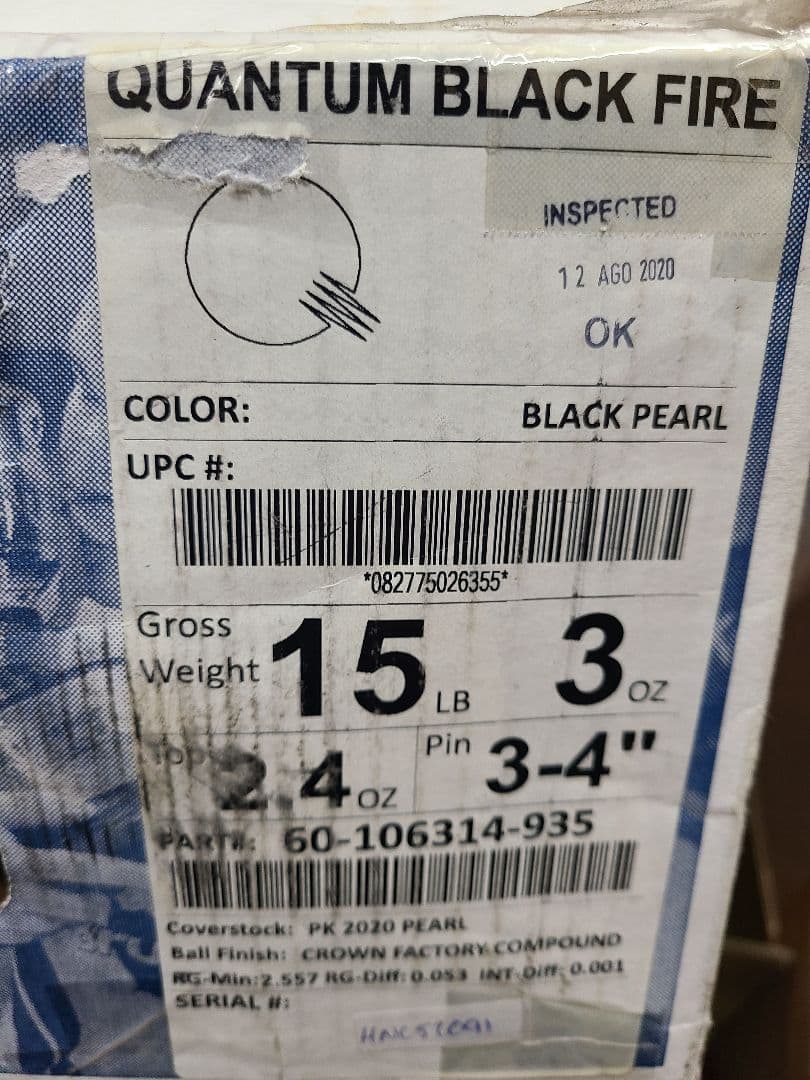 QUANTUM BLACK FIRE
INSPECTED
12 AGO 2020
OK
COLOR: BLACK PEARL
UPC #:
*082775026355*
Gross Weight 15 LB 3 OZ
Top 2.4 OZ Pin 3-4"
PART#: 60-106314-935
Coverstock: PK 2020 PEARL
Ball Finish: CROWN FACTORY COMPOUND
RG-Min:2.557 RG-Diff: 0.053 INT-Diff: 0.001
SERIAL #: